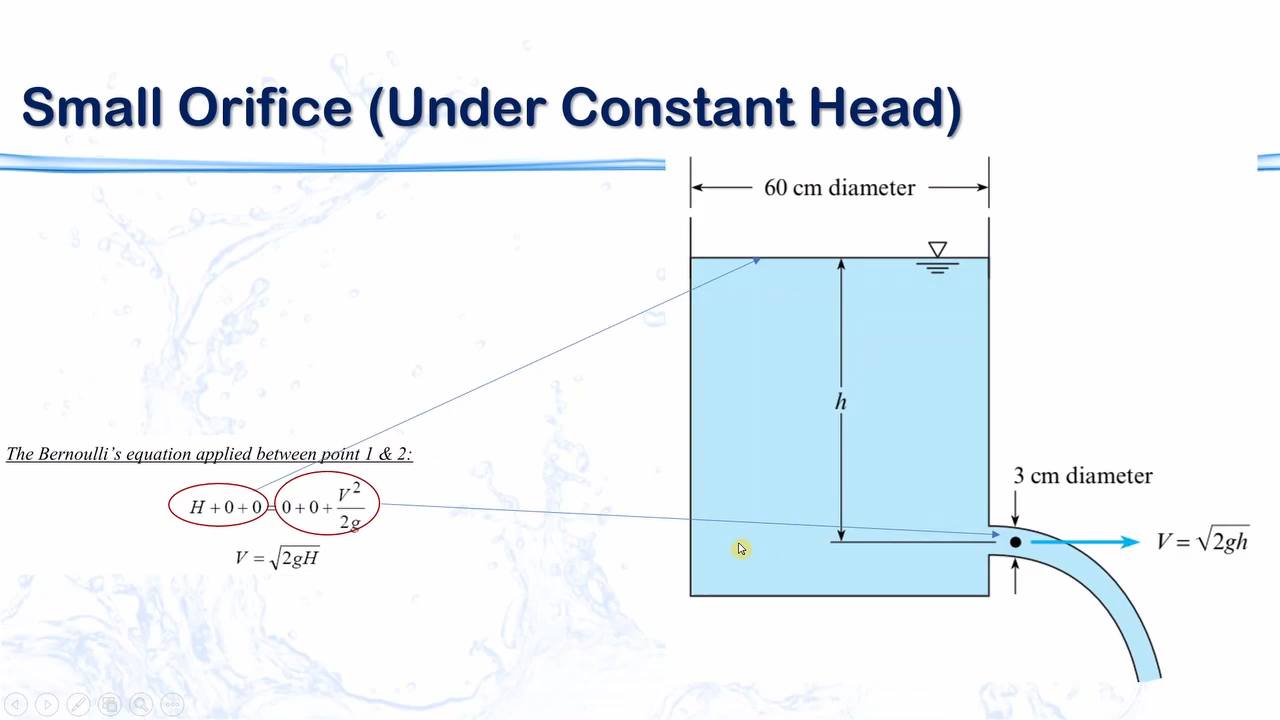 Small Orifice (Under Constant Head)
60 cm diameter
h
3 cm diameter
V = √2gh
The Bernoulli's equation applied between point 1 & 2:
H + 0 + 0 = 0 + 0 + V²/2g
V = √2gH